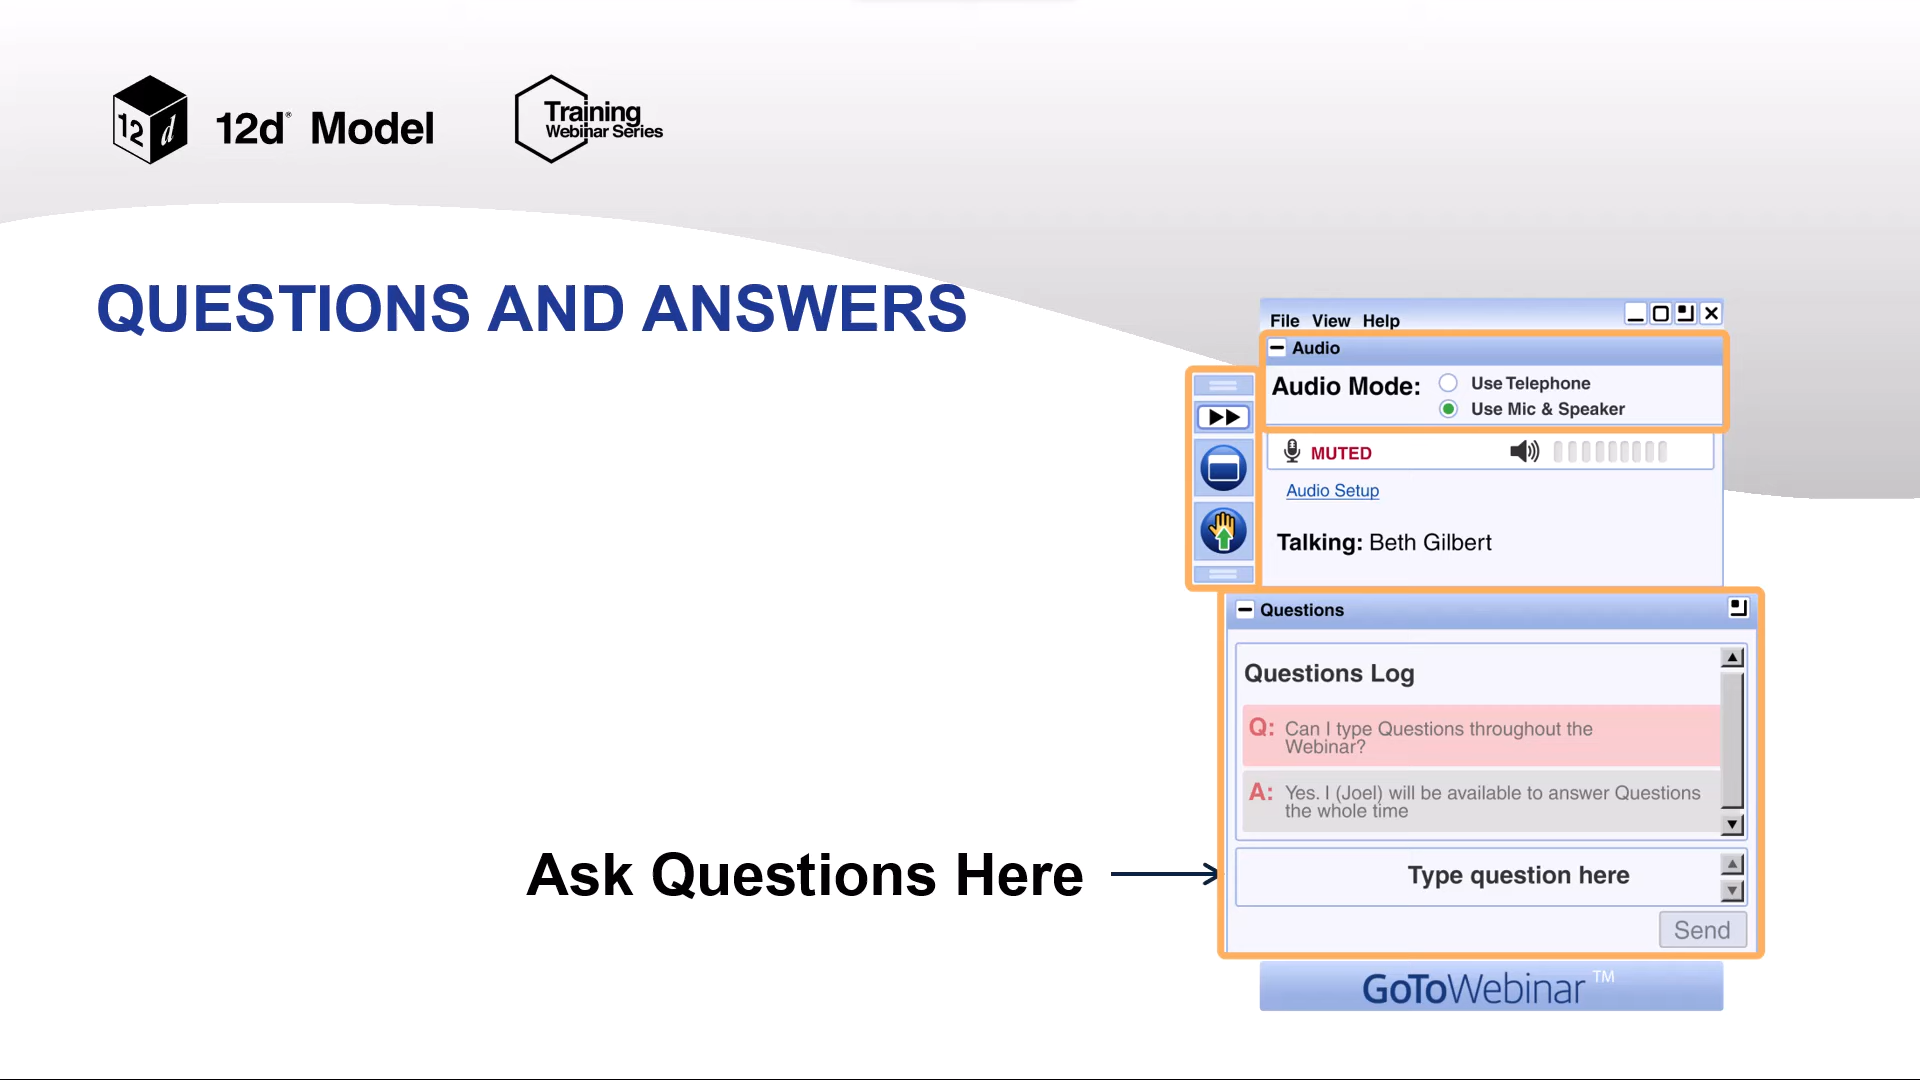 12d
12d® Model
Training
Webinar Series
QUESTIONS AND ANSWERS
File View Help
Audio
Audio Mode:
Use Telephone
Use Mic & Speaker
MUTED
Audio Setup
Talking: Beth Gilbert
Questions
Questions Log
Q: Can I type Questions throughout the
Webinar?
A: Yes. I (Joel) will be available to answer Questions
the whole time
Ask Questions Here
Type question here
Send
GoToWebinar™